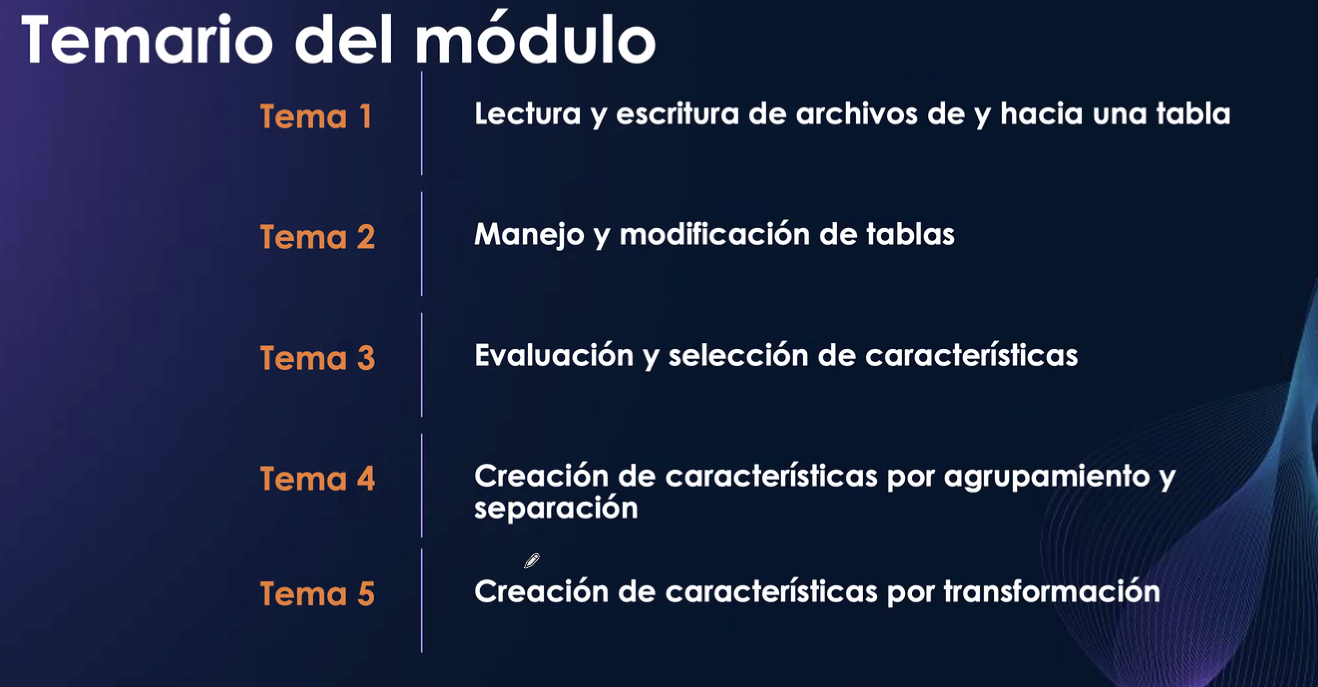 Temario del módulo
Tema 1
Lectura y escritura de archivos de y hacia una tabla
Tema 2
Manejo y modificación de tablas
Tema 3
Evaluación y selección de características
Tema 4
Creación de características por agrupamiento y
separación
Tema 5
Creación de características por transformación